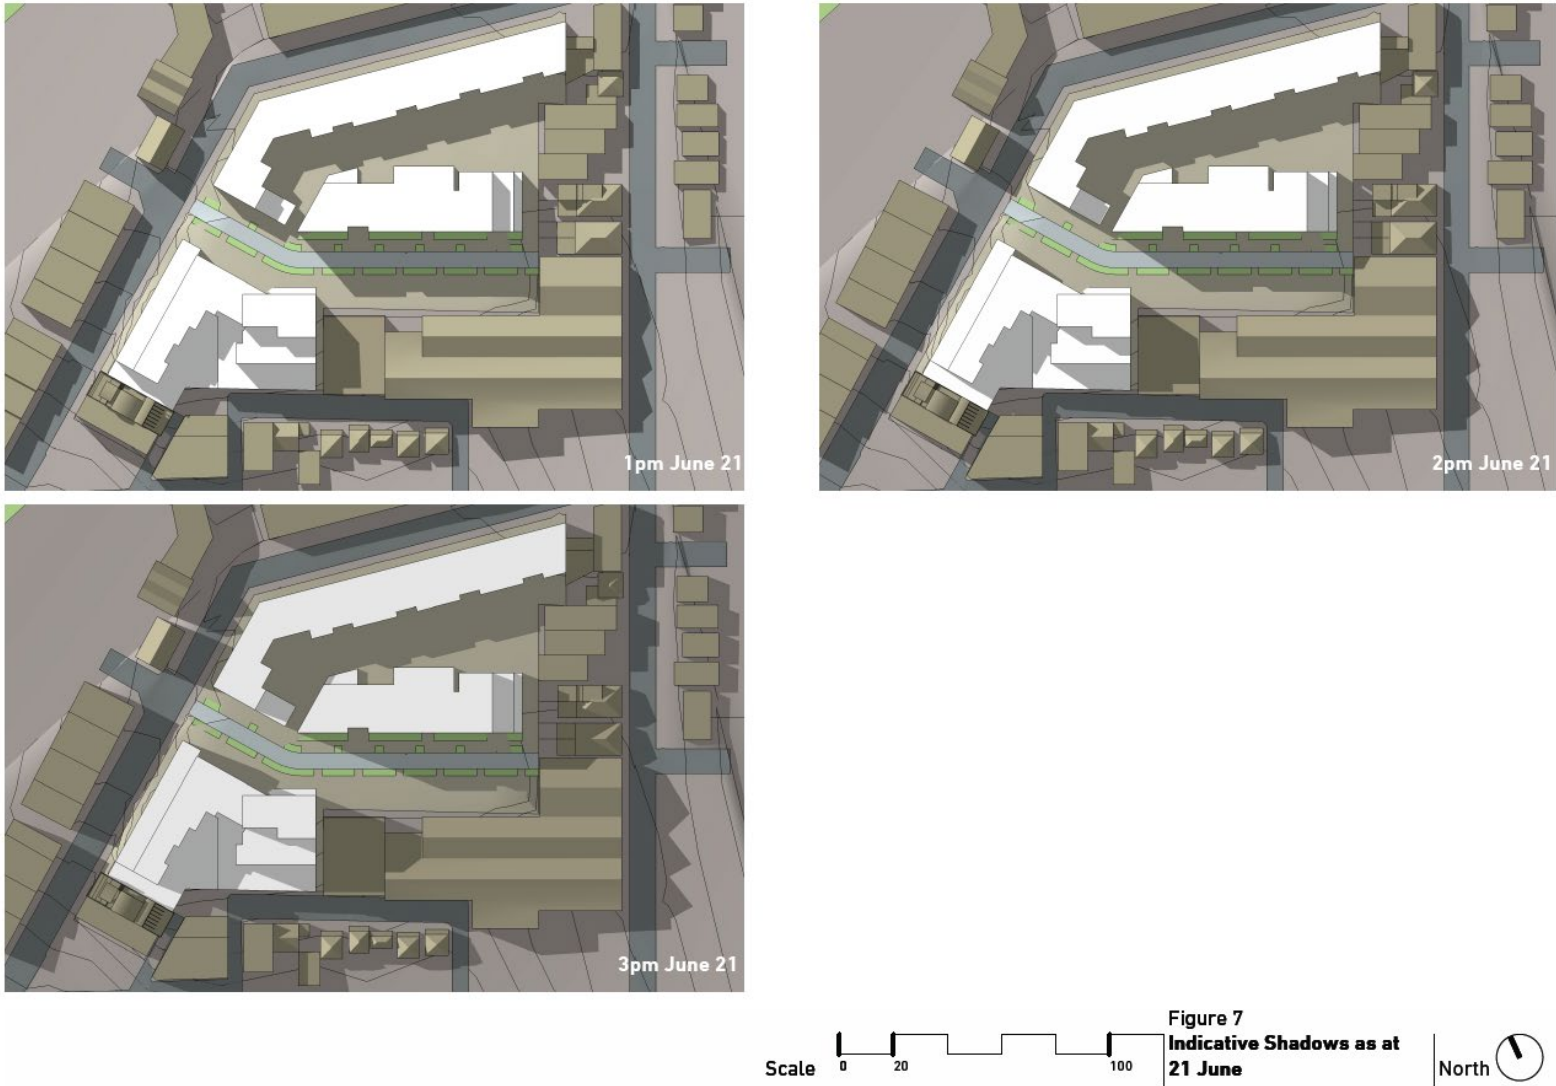 1pm June 21
2pm June 21
3pm June 21
Scale
0 20 100
Figure 7
Indicative Shadows as at
21 June
North